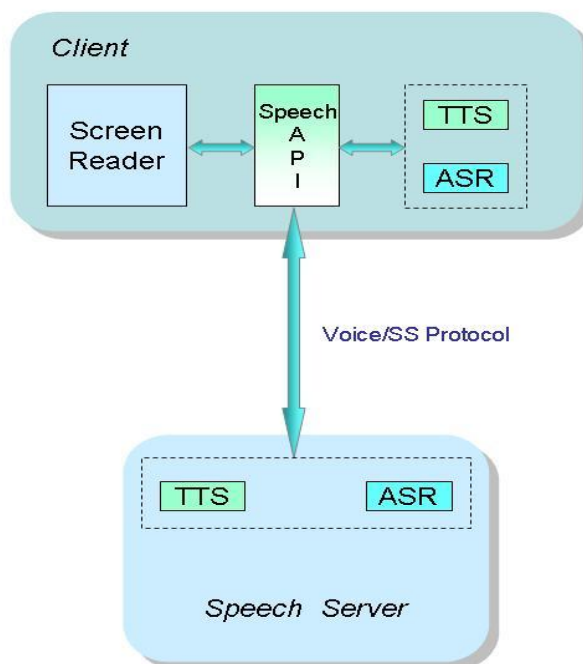 Client
Screen
Reader
Speech
A
P
I
TTS
ASR
Voice/SS Protocol
TTS
ASR
Speech Server